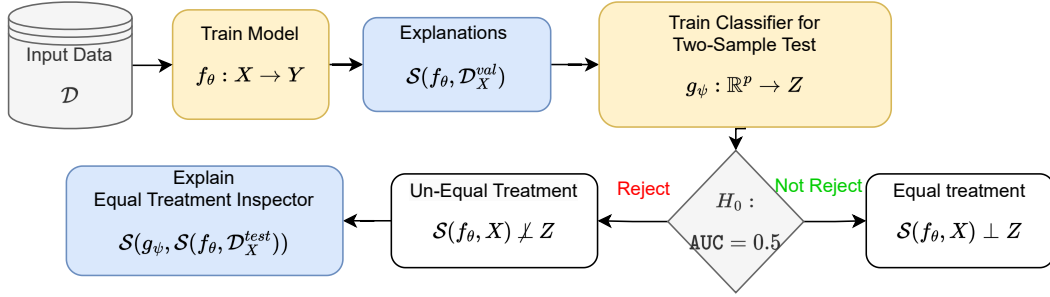 Input Data
𝒟
Train Model
f_θ : X → Y
Explanations
𝒮(f_θ, 𝒟_X^{val})
Train Classifier for
Two-Sample Test
g_ψ : ℝ^p → Z
Explain
Equal Treatment Inspector
𝒮(g_ψ, 𝒮(f_θ, 𝒟_X^{test}))
Un-Equal Treatment
𝒮(f_θ, X) ⊥̸ Z
Reject
H_0 :
AUC = 0.5
Not Reject
Equal treatment
𝒮(f_θ, X) ⊥ Z